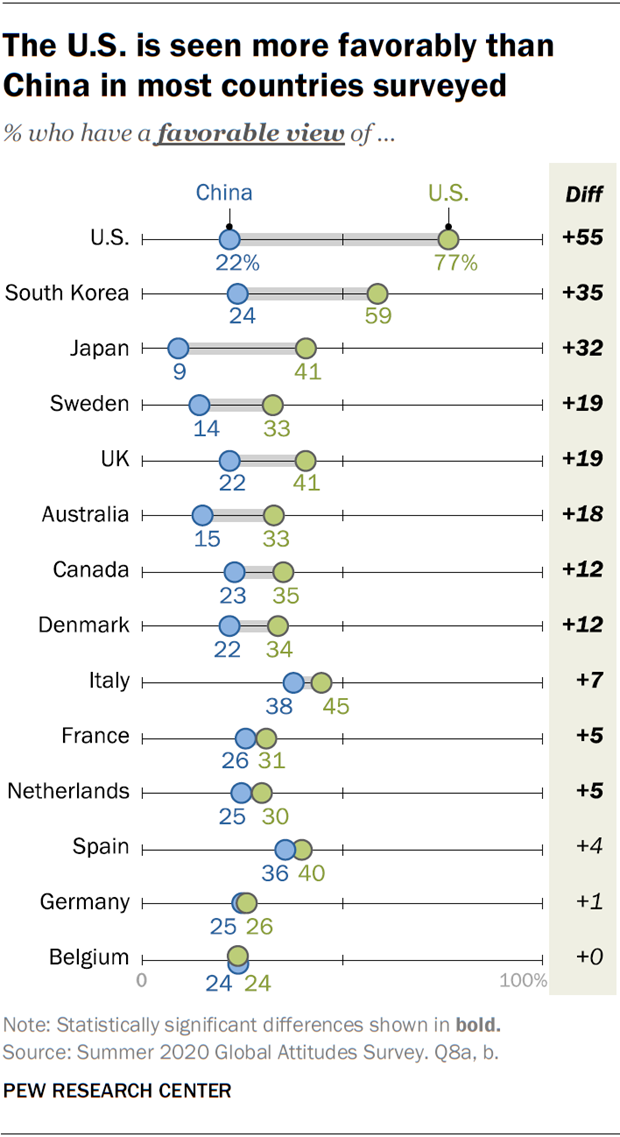 The U.S. is seen more favorably than
China in most countries surveyed
% who have a favorable view of ...
China U.S. Diff
U.S. 22% 77% +55
South Korea 24 59 +35
Japan 9 41 +32
Sweden 14 33 +19
UK 22 41 +19
Australia 15 33 +18
Canada 23 35 +12
Denmark 22 34 +12
Italy 38 45 +7
France 26 31 +5
Netherlands 25 30 +5
Spain 36 40 +4
Germany 25 26 +1
Belgium 24 24 +0
0 100%
Note: Statistically significant differences shown in bold.
Source: Summer 2020 Global Attitudes Survey. Q8a, b.
PEW RESEARCH CENTER